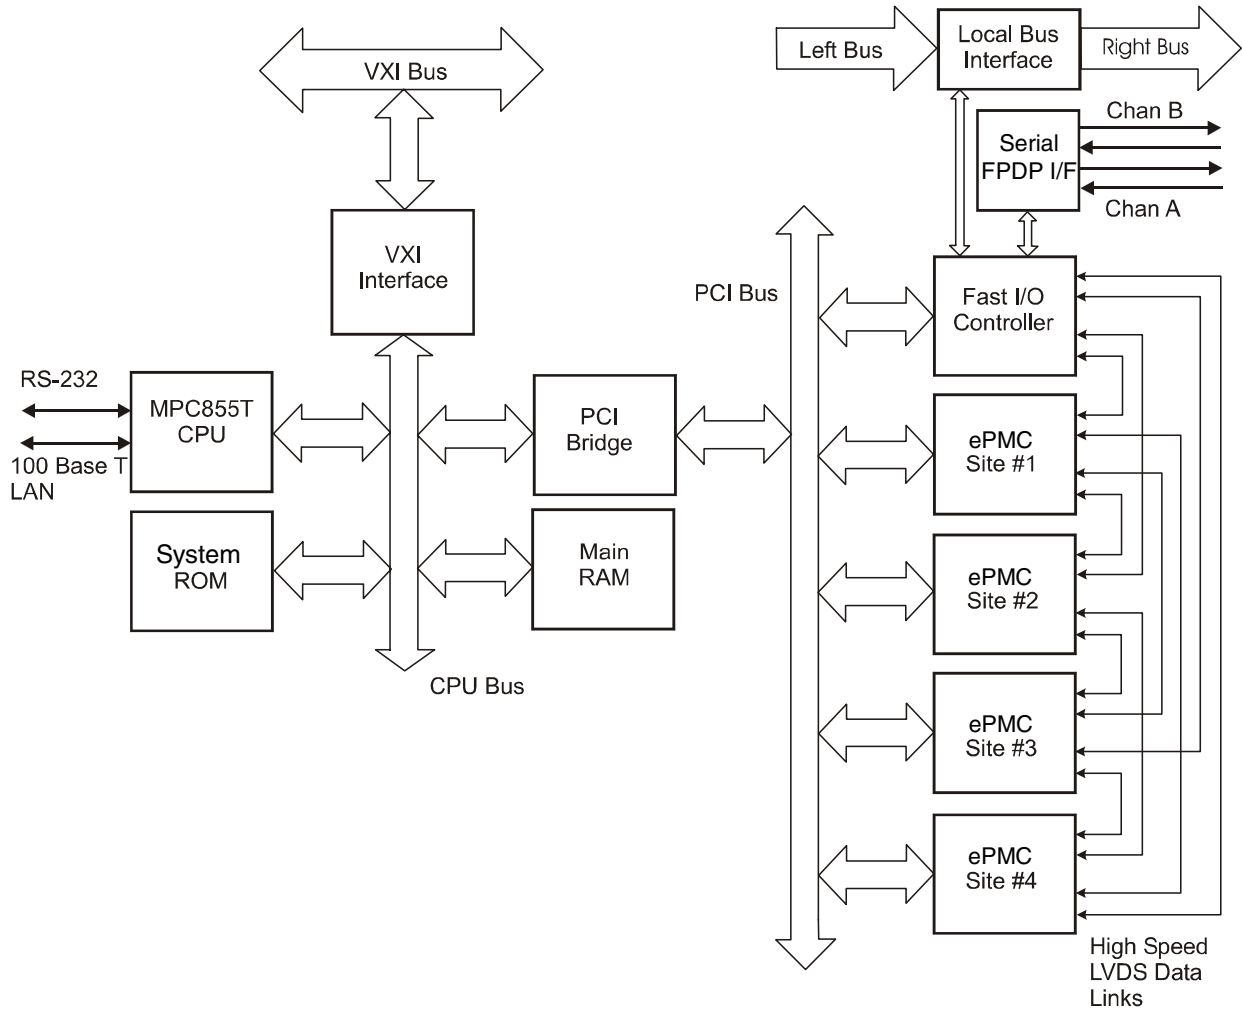 VXI Bus
Left Bus
Local Bus
Interface
Right Bus
Chan B
Serial
FPDP I/F
Chan A
VXI
Interface
PCI Bus
Fast I/O
Controller
RS-232
MPC855T
CPU
100 Base T
LAN
PCI
Bridge
ePMC
Site #1
System
ROM
Main
RAM
ePMC
Site #2
CPU Bus
ePMC
Site #3
ePMC
Site #4
High Speed
LVDS Data
Links